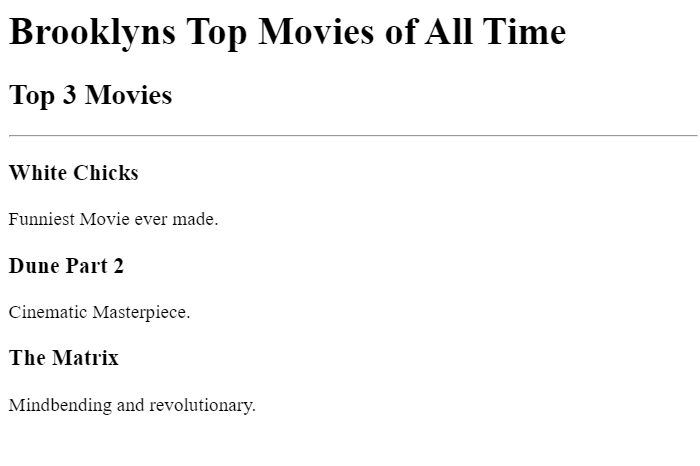 Brooklyns Top Movies of All Time
Top 3 Movies
White Chicks
Funniest Movie ever made.
Dune Part 2
Cinematic Masterpiece.
The Matrix
Mindbending and revolutionary.